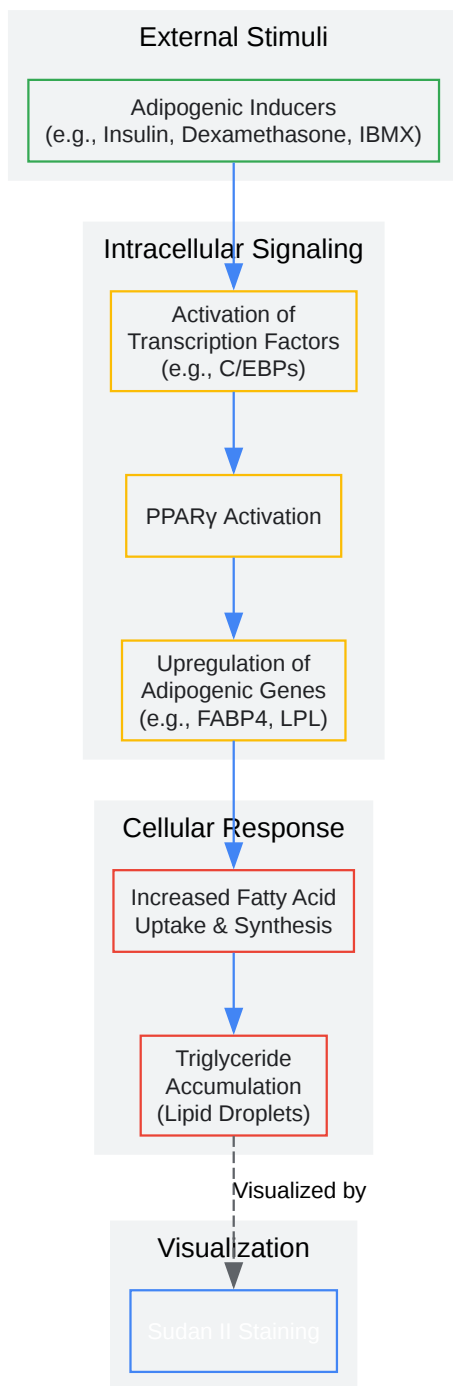 External Stimuli
Adipogenic Inducers
(e.g., Insulin, Dexamethasone, IBMX)
Intracellular Signaling
Activation of
Transcription Factors
(e.g., C/EBPs)
PPARγ Activation
Upregulation of
Adipogenic Genes
(e.g., FABP4, LPL)
Cellular Response
Increased Fatty Acid
Uptake & Synthesis
Triglyceride
Accumulation
(Lipid Droplets)
Visualized by
Visualization
Sudan II Staining